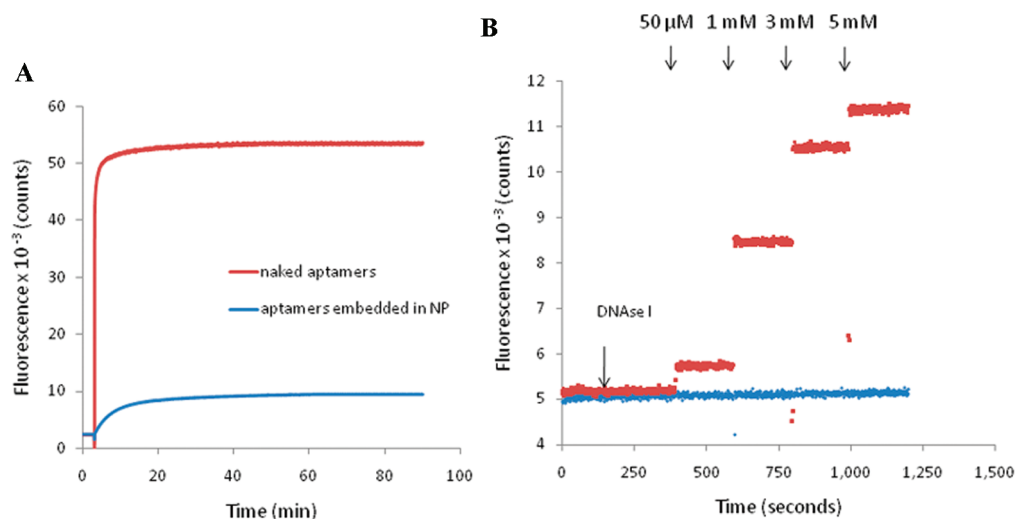 A
Fluorescence x 10⁻³ (counts)
60
50
40
30
20
10
0
naked aptamers
aptamers embedded in NP
0 20 40 60 80 100
Time (min)
B
50 µM 1 mM 3 mM 5 mM
Fluorescence x 10⁻³ (counts)
12
11
10
9
8
7
6
5
4
DNAse I
0 250 500 750 1,000 1,250 1,500
Time (seconds)